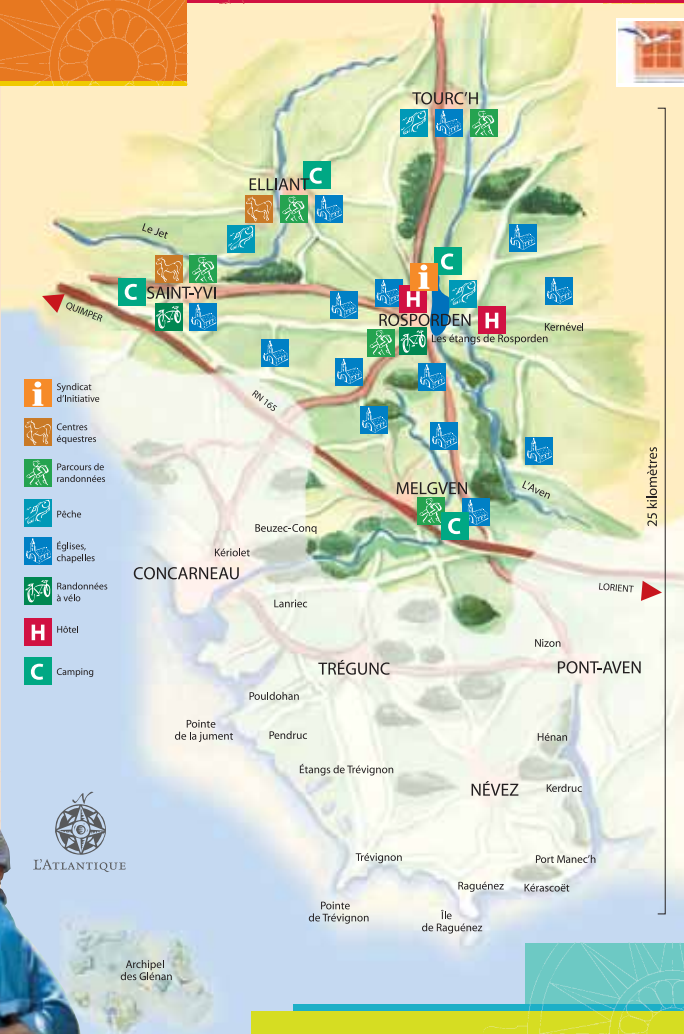 TOURC'H
C
ELLIANT
Le Jet
C
C
SAINT-YVI
i
H
QUIMPER
ROSPORDEN
H
Kernével
Les étangs de Rosporden
i
Syndicat
d'Initiative
RN 165
Centres
équestres
Parcours de
randonnées
MELGVEN
L'Aven
25 kilomètres
Pêche
C
Beuzec-Conq
Églises,
chapelles
Kériolet
CONCARNEAU
Randonnées
à vélo
LORIENT
Lanriec
H
Hôtel
Nizon
C
Camping
TRÉGUNC
PONT-AVEN
Pouldohan
Pointe
de la jument
Pendruc
Hénan
Étangs de Trévignon
NÉVEZ
Kerduc
N
L'ATLANTIQUE
Trévignon
Port Manec'h
Raguénez
Kérascoët
Pointe
de Trévignon
Île
de Raguénez
Archipel
des Glénan